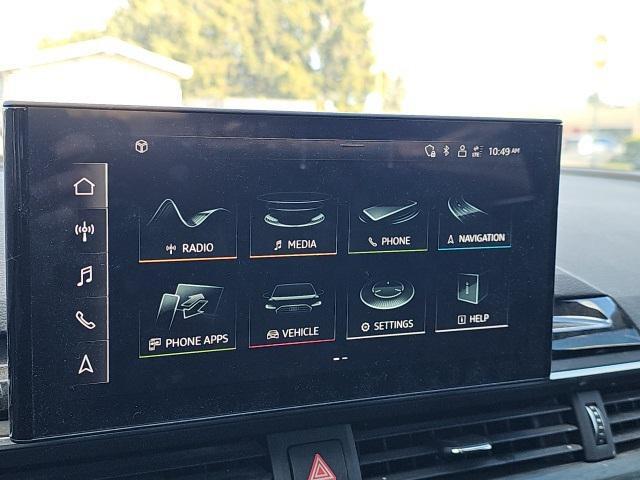 10:49 AM
RADIO
MEDIA
PHONE
NAVIGATION
PHONE APPS
VEHICLE
SETTINGS
HELP